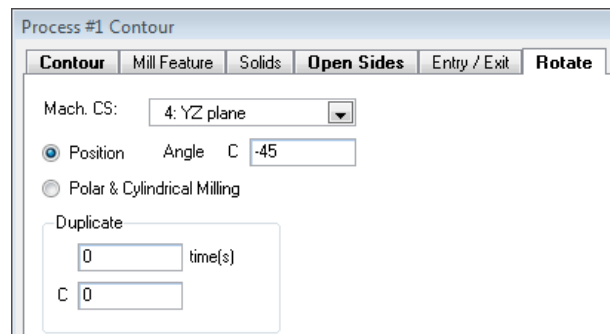 Process #1 Contour
Contour Mill Feature Solids Open Sides Entry / Exit Rotate
Mach. CS: 4: YZ plane
Position Angle C -45
Polar & Cylindrical Milling
Duplicate
0 time(s)
C 0